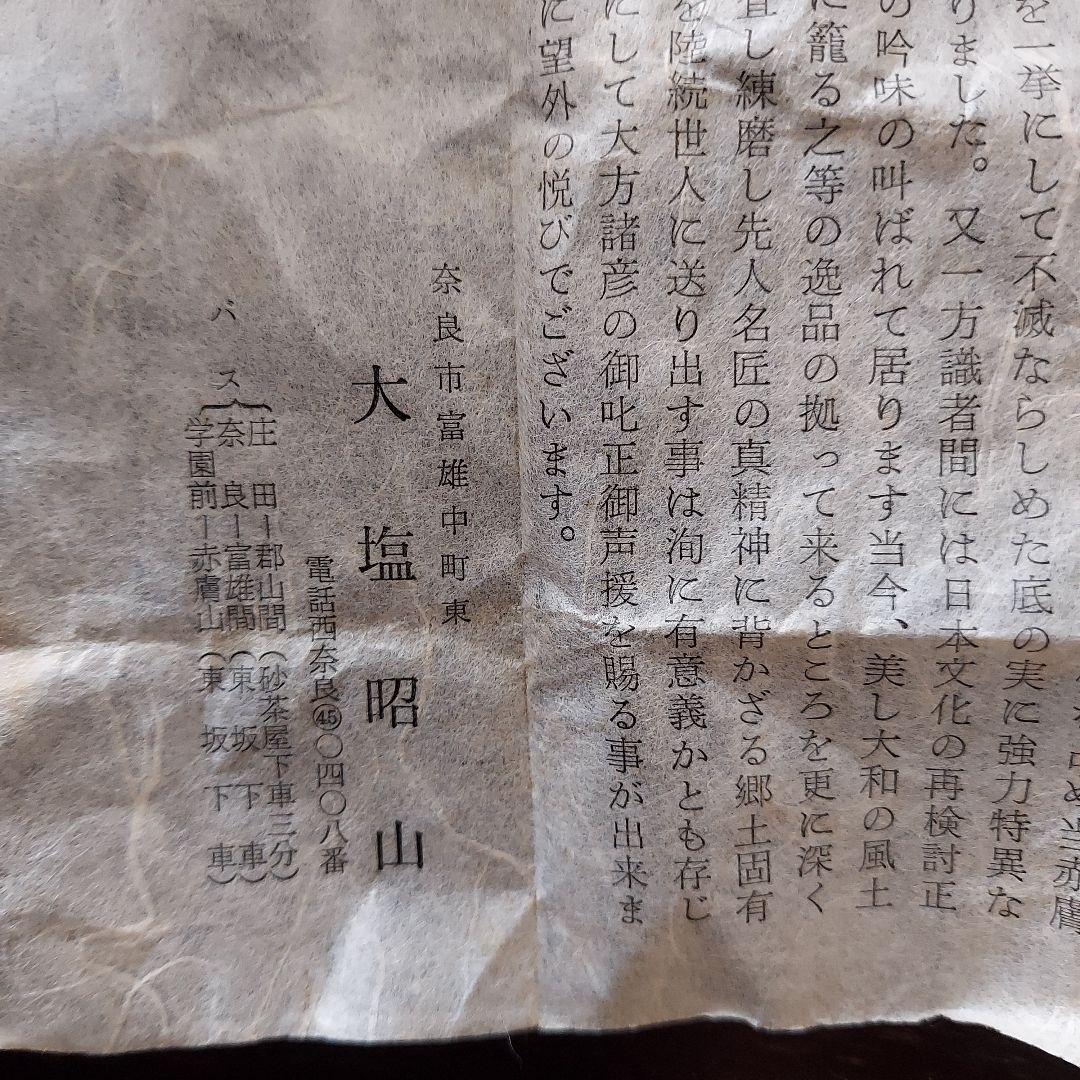 め当赤膚
を一挙にして不滅ならしめた底の実に強力特異な
りました。又一方識者間には日本文化の再検討正
の吟味の叫ばれて居ります当今、美し大和の風土
に籠る之等の逸品の拠って来るところを更に深く
し練磨し先人名匠の真精神に背かざる郷土固有
を陸続世人に送り出す事は洵に有意義かとも存じ
にして大方諸彦の御叱正御声援を賜る事が出来ま
に望外の悦びでございます。
奈良市富雄中町東
大塩昭山
電話西奈良㊺〇四〇八番
バス
庄田―郡山間(砂茶屋下車三分)
奈良―富雄間(東坂下車)
学園前―赤膚山(東坂下車)